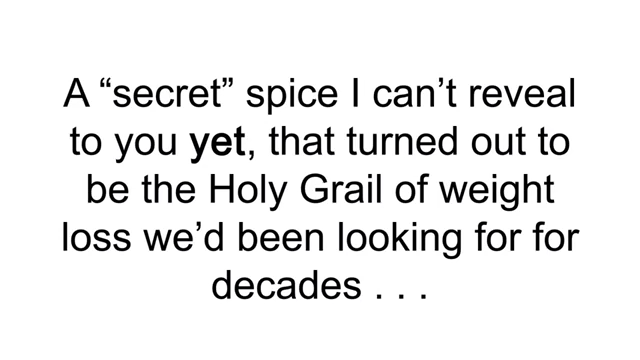 A “secret” spice I can’t reveal
to you yet, that turned out to
be the Holy Grail of weight
loss we’d been looking for for
decades . . .